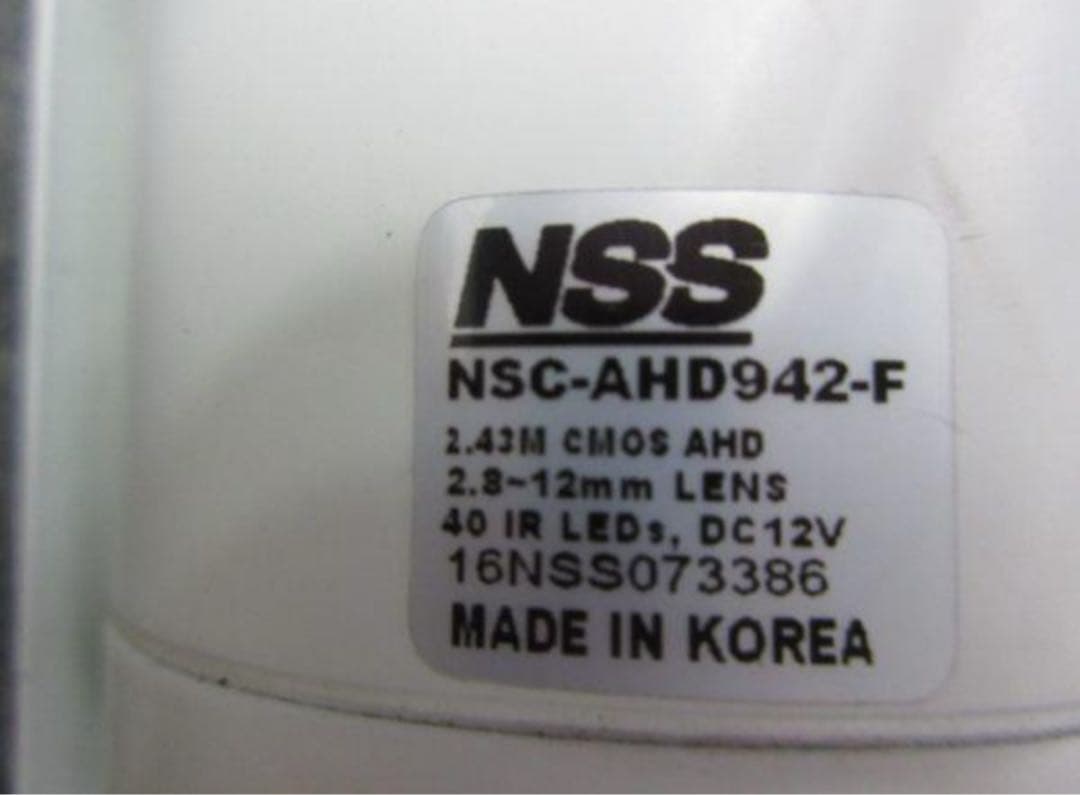 NSS
NSC-AHD942-F
2.43M CMOS AHD
2.8~12mm LENS
40 IR LEDs, DC12V
16NSS073386
MADE IN KOREA